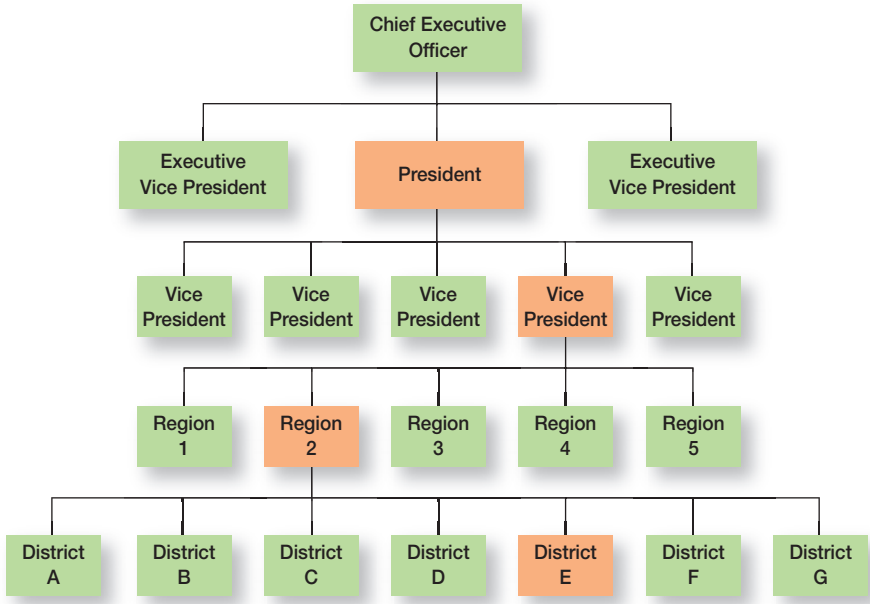 Chief Executive
Officer
Executive
Vice President
President
Executive
Vice President
Vice
President
Vice
President
Vice
President
Vice
President
Vice
President
Region
1
Region
2
Region
3
Region
4
Region
5
District
A
District
B
District
C
District
D
District
E
District
F
District
G